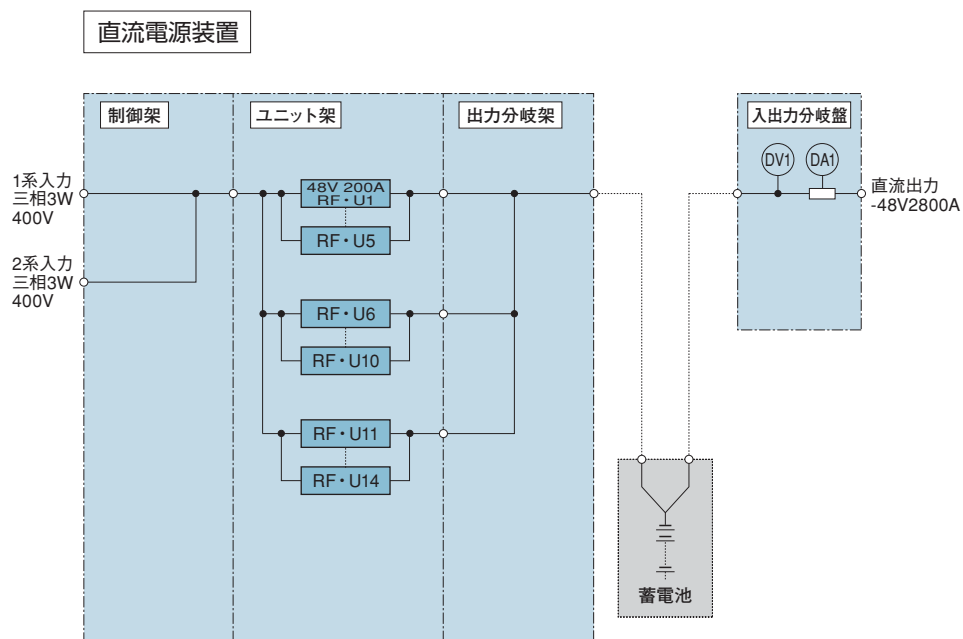 直流電源装置
制御架
ユニット架
出力分岐架
入出力分岐盤
1系入力
三相3W
400V
2系入力
三相3W
400V
48V 200A
RF・U1
RF・U5
RF・U6
RF・U10
RF・U11
RF・U14
DV1
DA1
直流出力
-48V2800A
蓄電池